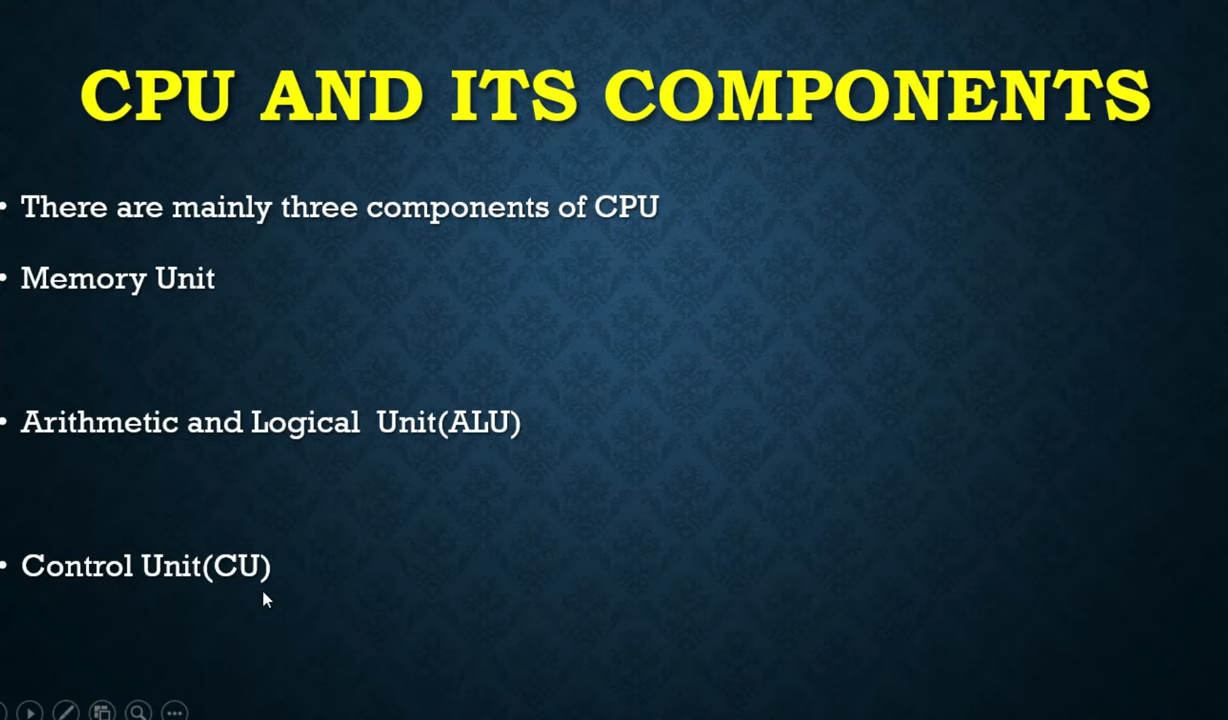 CPU AND ITS COMPONENTS
• There are mainly three components of CPU
• Memory Unit
• Arithmetic and Logical  Unit(ALU)
• Control Unit(CU)